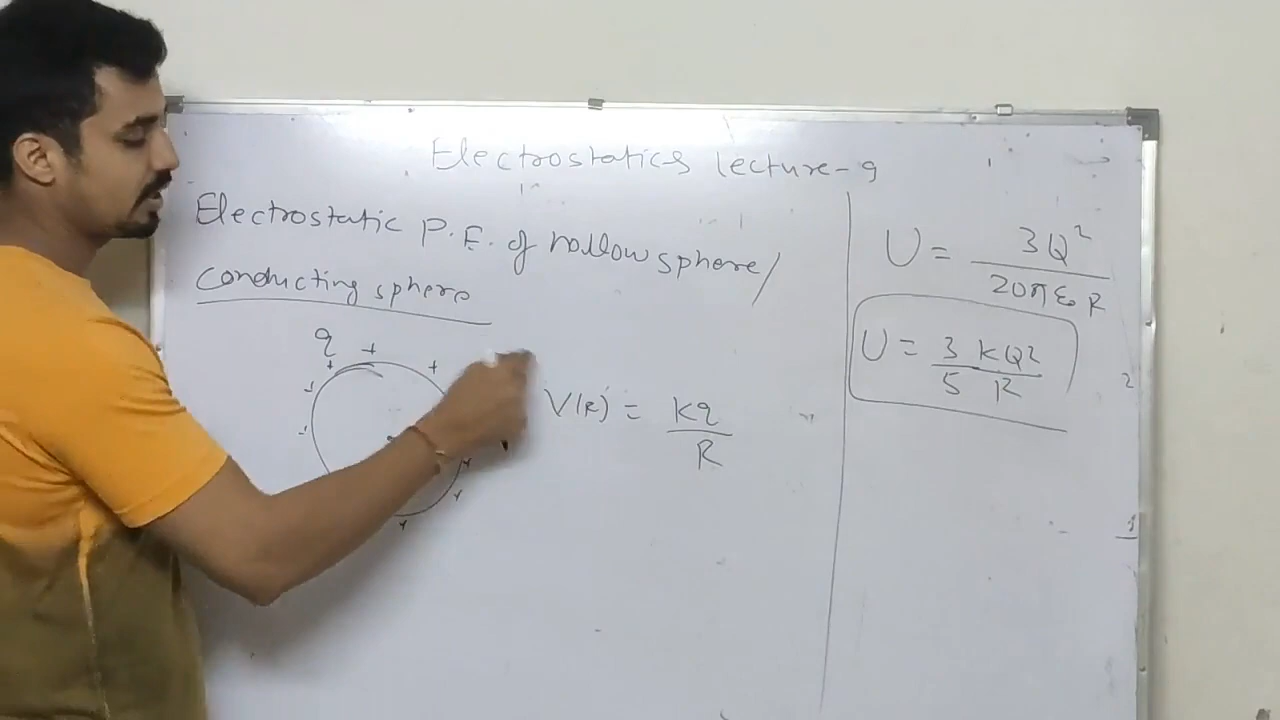 Electrostatics lecture-9
Electrostatic P.E. of hollow sphere/
conducting sphere
q
V(R) = kq/R
U = 3Q²/20πε₀R
U = 3/5 kQ²/R